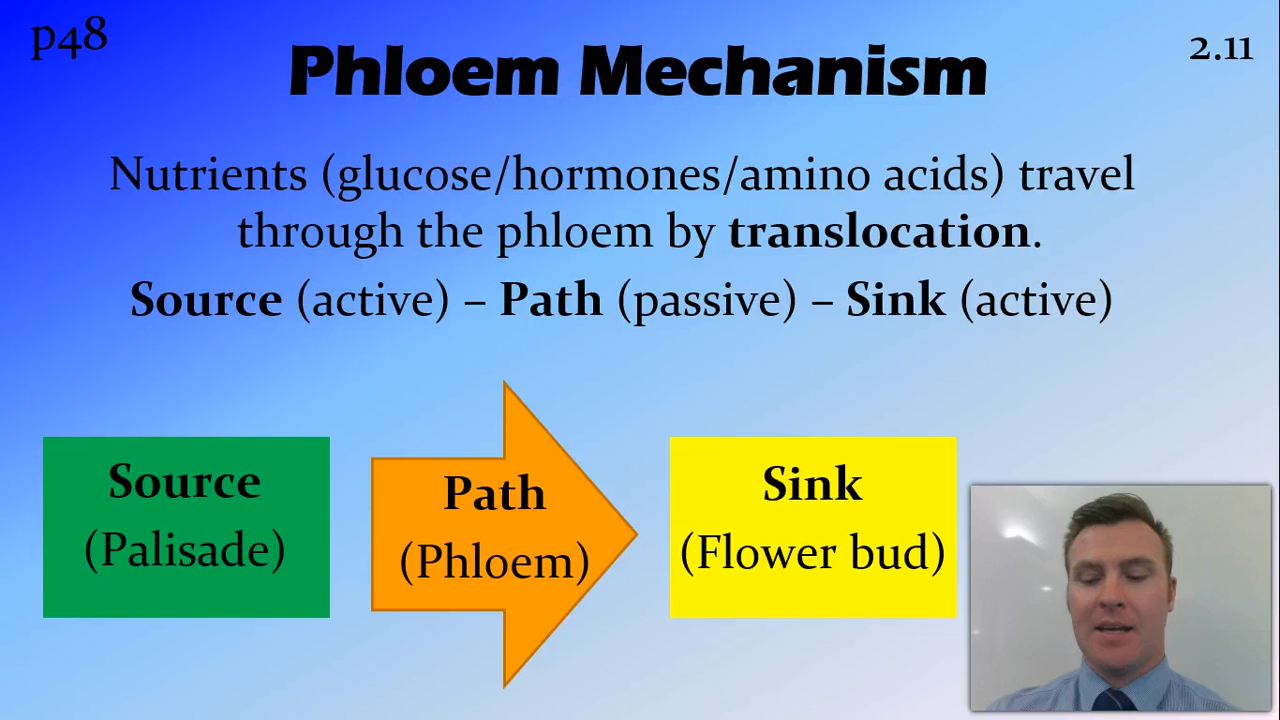 p48
Phloem Mechanism
2.11
Nutrients (glucose/hormones/amino acids) travel
through the phloem by translocation.
Source (active) – Path (passive) – Sink (active)
Source
(Palisade)
Path
(Phloem)
Sink
(Flower bud)